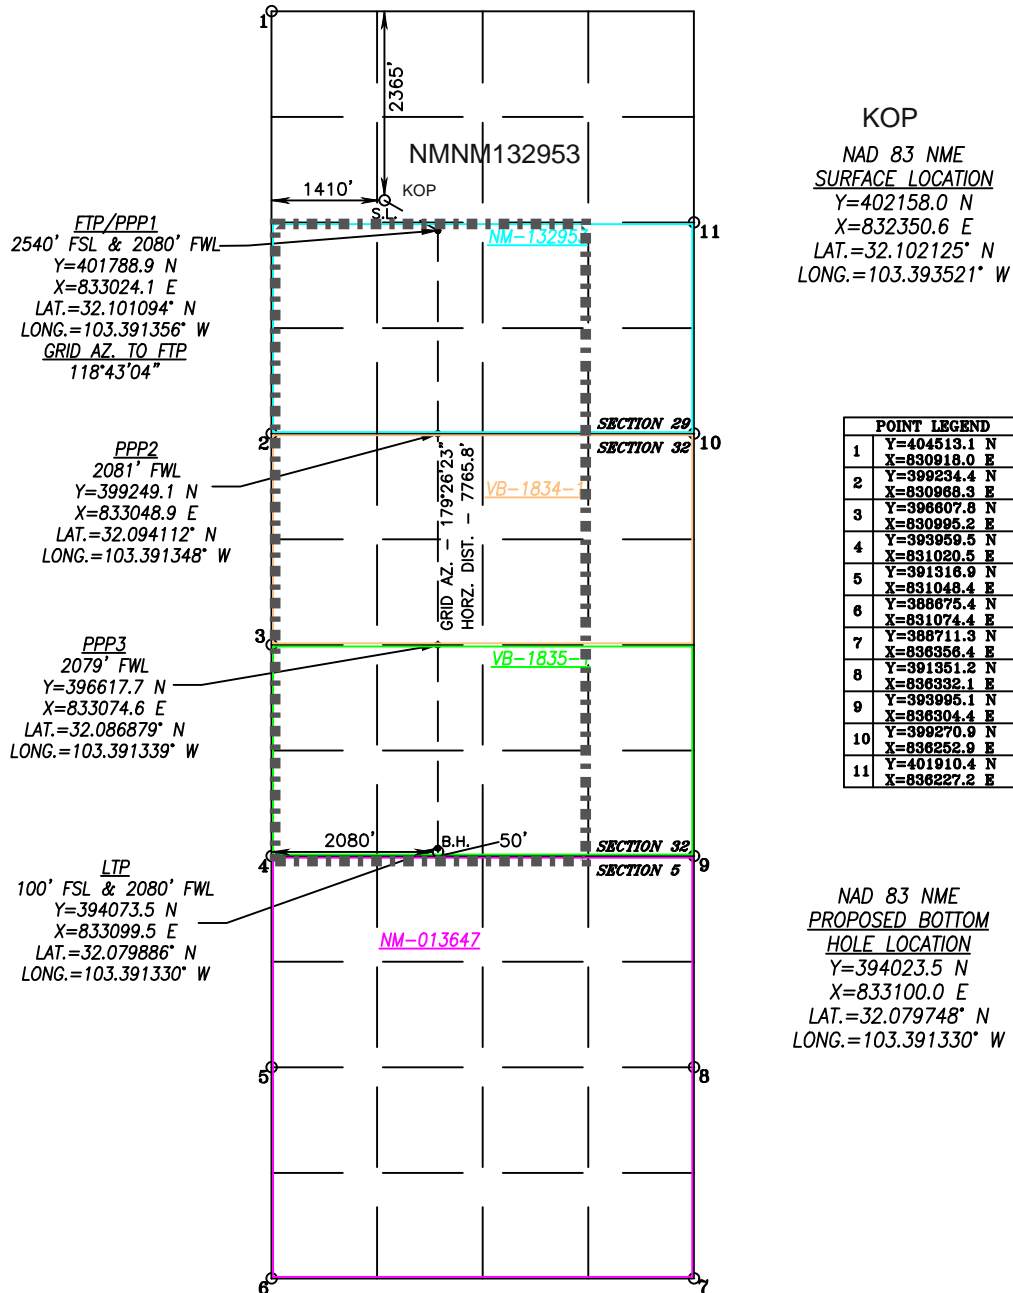 1
2365'
NMNM132953
1410'
KOP
S.L.
11
NM-13295
FTP/PPP1
2540' FSL & 2080' FWL
Y=401788.9 N
X=833024.1 E
LAT.=32.101094° N
LONG.=103.391356° W
GRID AZ. TO FTP
118°43'04"
KOP
NAD 83 NME
SURFACE LOCATION
Y=402158.0 N
X=832350.6 E
LAT.=32.102125° N
LONG.=103.393521° W
SECTION 29
2
10
SECTION 32
PPP2
2081' FWL
Y=399249.1 N
X=833048.9 E
LAT.=32.094112° N
LONG.=103.391348° W
GRID AZ. - 179°26'23"
HORZ. DIST. - 7765.8'
VB-1834-1
POINT LEGEND
1 Y=404513.1 N
X=830918.0 E
2 Y=399234.4 N
X=830968.3 E
3 Y=396607.8 N
X=830995.2 E
4 Y=393959.5 N
X=831020.5 E
5 Y=391316.9 N
X=831048.4 E
6 Y=388675.4 N
X=831074.4 E
7 Y=388711.3 N
X=836356.4 E
8 Y=391351.2 N
X=836332.1 E
9 Y=393995.1 N
X=836304.4 E
10 Y=399270.9 N
X=836252.9 E
11 Y=401910.4 N
X=836227.2 E
3
PPP3
2079' FWL
Y=396617.7 N
X=833074.6 E
LAT.=32.086879° N
LONG.=103.391339° W
VB-1835-
2080'
B.H.
50'
SECTION 32
4
9
SECTION 5
LTP
100' FSL & 2080' FWL
Y=394073.5 N
X=833099.5 E
LAT.=32.079886° N
LONG.=103.391330° W
NM-013647
NAD 83 NME
PROPOSED BOTTOM
HOLE LOCATION
Y=394023.5 N
X=833100.0 E
LAT.=32.079748° N
LONG.=103.391330° W
5
8
6
7